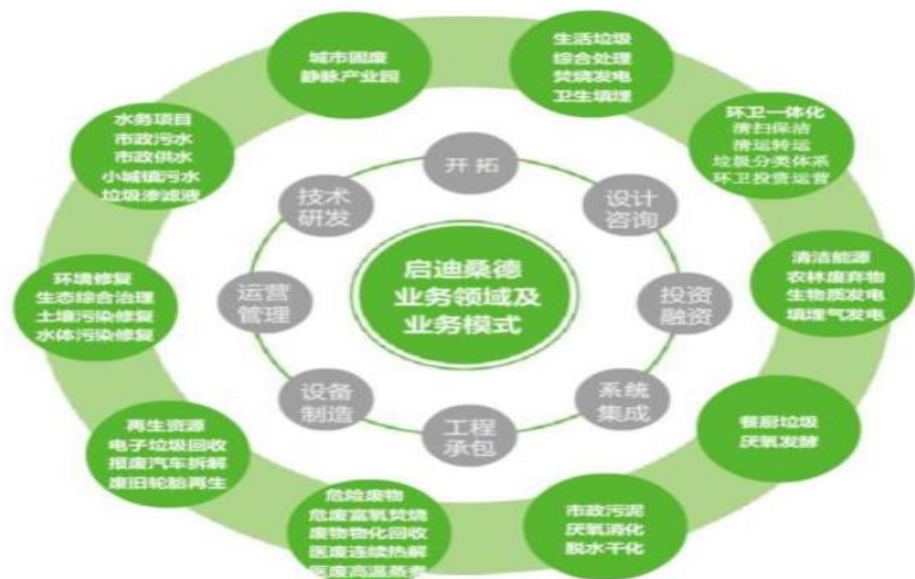 城市固废
静脉产业园
生活垃圾
综合处理
焚烧发电
卫生填埋
环卫一体化
清扫保洁
清运转运
垃圾分类体系
环卫投资运营
清洁能源
农林废弃物
生物质发电
填埋气发电
餐厨垃圾
厌氧发酵
市政污泥
厌氧消化
脱水干化
危险废物
危废富氧焚烧
废物物化回收
医废连续热解
医废高温蒸煮
再生资源
电子垃圾回收
报废汽车拆解
废旧轮胎再生
环境修复
生态综合治理
土壤污染修复
水体污染修复
水务项目
市政污水
市政供水
小城镇污水
垃圾渗滤液
开拓
设计
咨询
投资
融资
系统
集成
工程
承包
设备
制造
运营
管理
技术
研发
启迪桑德
业务领域及
业务模式